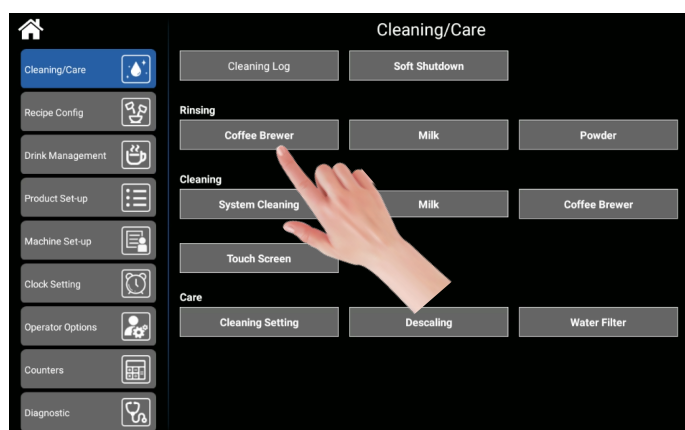 Cleaning/Care
Cleaning/Care
Recipe Config
Drink Management
Product Set-up
Machine Set-up
Clock Setting
Operator Options
Counters
Diagnostic
Cleaning Log
Soft Shutdown
Rinsing
Coffee Brewer
Milk
Powder
Cleaning
System Cleaning
Milk
Coffee Brewer
Touch Screen
Care
Cleaning Setting
Descaling
Water Filter